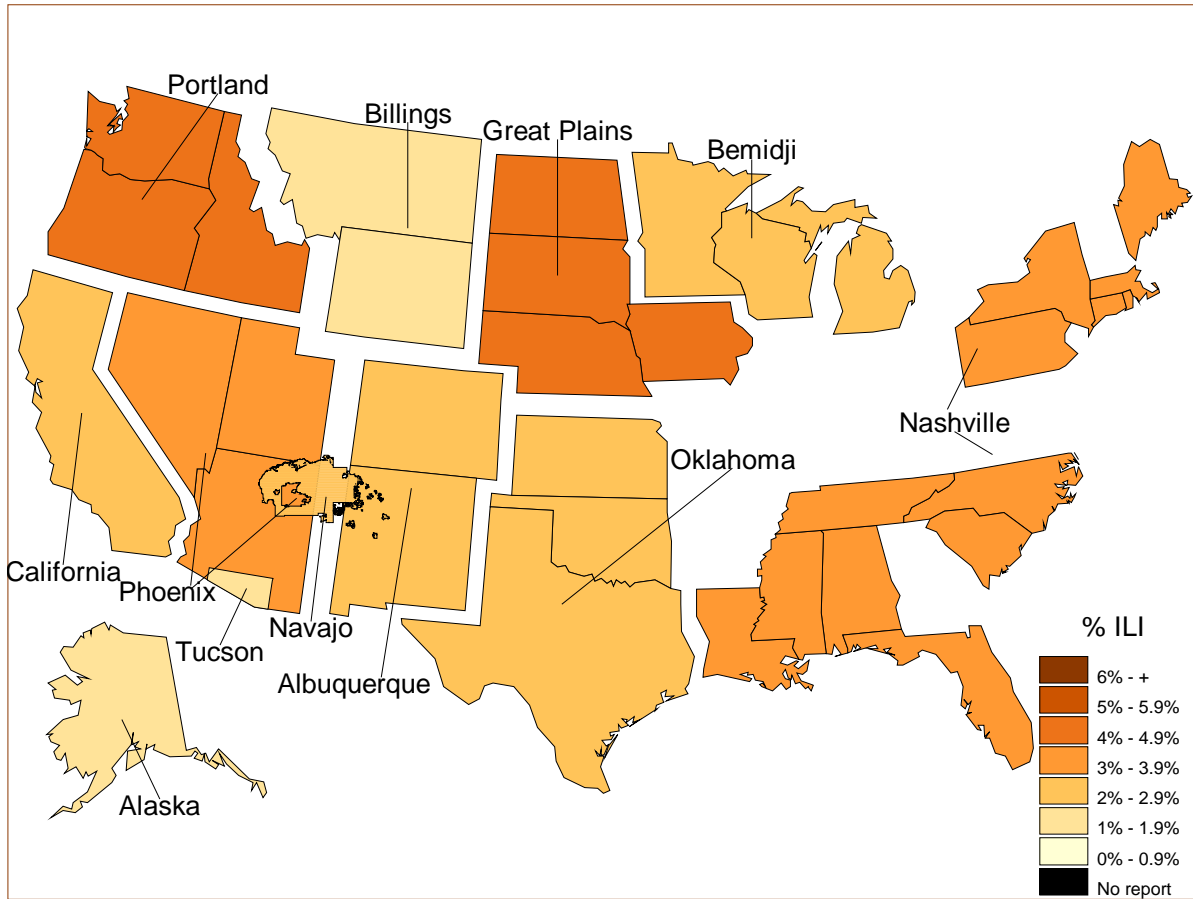 Portland
Billings
Great Plains
Bemidji
Nashville
Oklahoma
California
Phoenix
Tucson
Navajo
Albuquerque
Alaska
% ILI
6% - +
5% - 5.9%
4% - 4.9%
3% - 3.9%
2% - 2.9%
1% - 1.9%
0% - 0.9%
No report